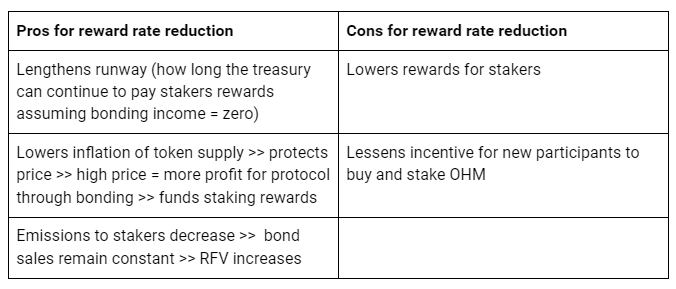 Pros for reward rate reduction
Cons for reward rate reduction
Lengthens runway (how long the treasury
can continue to pay stakers rewards
assuming bonding income = zero)
Lowers rewards for stakers
Lowers inflation of token supply >> protects
price >> high price = more profit for protocol
through bonding >> funds staking rewards
Lessens incentive for new participants to
buy and stake OHM
Emissions to stakers decrease >>  bond
sales remain constant >> RFV increases